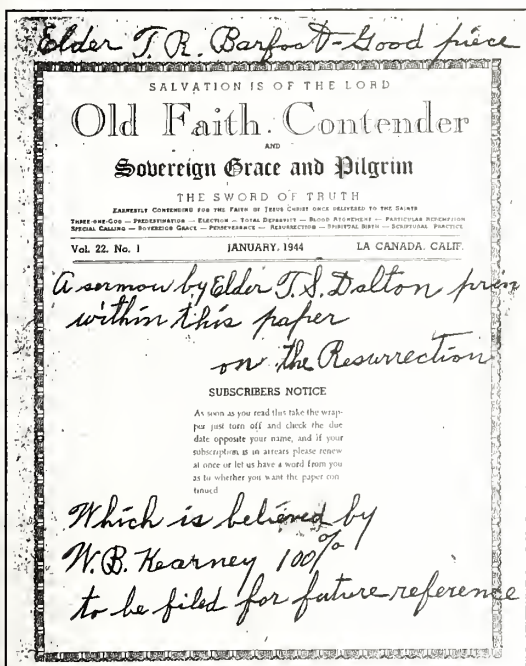 Elder T. R. Barfoot - Good piece
SALVATION IS OF THE LORD
Old Faith. Contender
AND
Sovereign Grace and Pilgrim
THE SWORD OF TRUTH
EARNESTLY CONTENDING FOR THE FAITH OF JESUS CHRIST ONCE DELIVERED TO THE SAINTS
THREE-ONE-GOD — PREDESTINATION — ELECTION — TOTAL DEPRAVITY — BLOOD ATONEMENT — PARTICULAR REDEMPTION
SPECIAL CALLING — SOVEREIGN GRACE — PERSEVERANCE — RESURRECTION — SPIRITUAL BIRTH — SCRIPTURAL PRACTICE
Vol. 22. No. 1 JANUARY, 1944 LA CANADA, CALIF.
A sermon by Elder T. S. Dalton prin
within this paper
on the Resurrection
SUBSCRIBERS NOTICE
As soon as you read this take the wrap-
per just torn off and check the due
date opposite your name, and if your
subscription is in arrears please renew
at once or let us have a word from you
as to whether you want the paper con
tinued
Which is believed by
W. B. Kearney 100%
to be filed for future reference